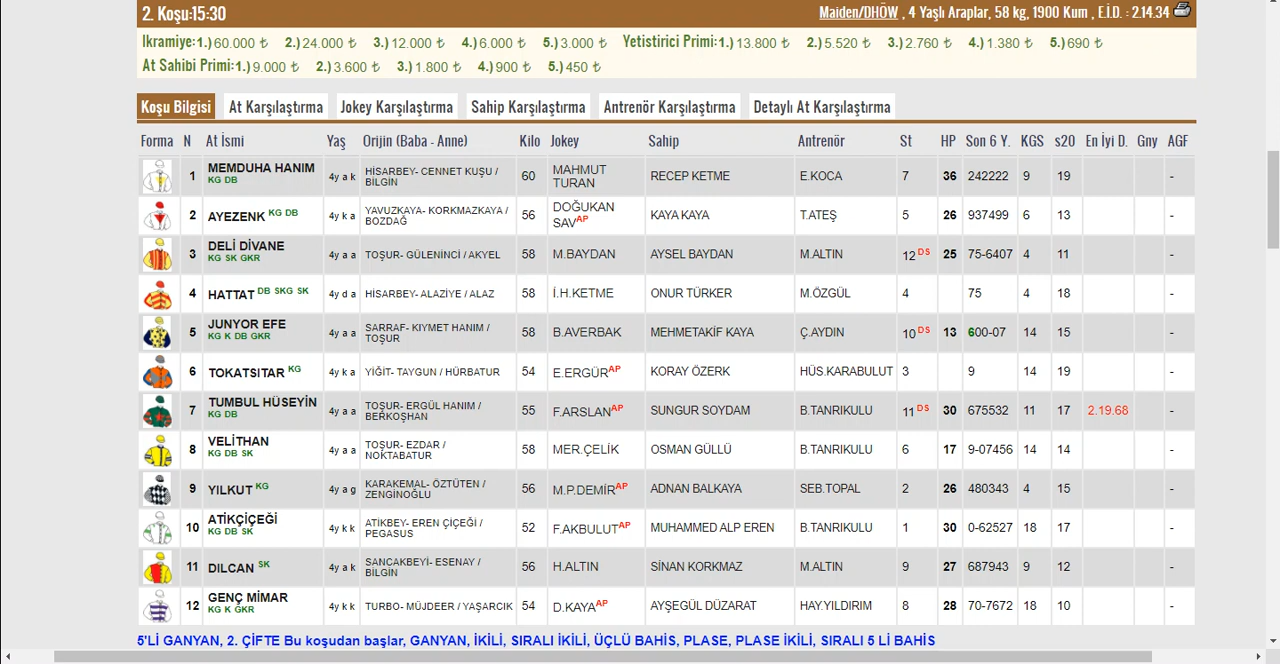 2. Koşu:15:30 Maiden/DHÖW , 4 Yaşlı Araplar, 58 kg, 1900 Kum , E.İ.D. : 2.14.34
Ikramiye:1.) 60.000 ₺ 2.) 24.000 ₺ 3.) 12.000 ₺ 4.) 6.000 ₺ 5.) 3.000 ₺ Yetistirici Primi:1.) 13.800 ₺ 2.) 5.520 ₺ 3.) 2.760 ₺ 4.) 1.380 ₺ 5.) 690 ₺
At Sahibi Primi:1.) 9.000 ₺ 2.) 3.600 ₺ 3.) 1.800 ₺ 4.) 900 ₺ 5.) 450 ₺
Koşu Bilgisi At Karşılaştırma Jokey Karşılaştırma Sahip Karşılaştırma Antrenör Karşılaştırma Detaylı At Karşılaştırma
Forma N At İsmi Yaş Orijin (Baba - Anne) Kilo Jokey Sahip Antrenör St HP Son 6 Y. KGS s20 En İyi D. Gny AGF
1 MEMDUHA HANIM KG DB 4y a k HİSARBEY- CENNET KUŞU / BİLGİN 60 MAHMUT TURAN RECEP KETME E.KOCA 7 36 242222 9 19 -
2 AYEZENK KG DB 4y k a YAVUZKAYA- KORKMAZKAYA / BOZDAĞ 56 DOĞUKAN SAV AP KAYA KAYA T.ATEŞ 5 26 937499 6 13 -
3 DELİ DİVANE KG SK GKR 4y a a TOŞUR- GÜLENİNCİ / AKYEL 58 M.BAYDAN AYSEL BAYDAN M.ALTIN 12 DS 25 75-6407 4 11 -
4 HATTAT DB SKG SK 4y d a HİSARBEY- ALAZİYE / ALAZ 58 İ.H.KETME ONUR TÜRKER M.ÖZGÜL 4 75 4 18 -
5 JUNYOR EFE KG K DB GKR 4y a a SARRAF- KIYMET HANIM / TOŞUR 58 B.AVERBAK MEHMETAKİF KAYA Ç.AYDIN 10 DS 13 600-07 14 15 -
6 TOKATSITAR KG 4y k a YİĞİT- TAYGUN / HÜRBATUR 54 E.ERGÜR AP KORAY ÖZERK HÜS.KARABULUT 3 9 14 19 -
7 TUMBUL HÜSEYİN KG DB 4y a a TOŞUR- ERGÜL HANIM / BERKOŞHAN 55 F.ARSLAN AP SUNGUR SOYDAM B.TANRIKULU 11 DS 30 675532 11 17 2.19.68 -
8 VELİTHAN KG DB SK 4y a a TOŞUR- EZDAR / NOKTABATUR 58 MER.ÇELİK OSMAN GÜLLÜ B.TANRIKULU 6 17 9-07456 14 14 -
9 YILKUT KG 4y a g KARAKEMAL- ÖZTÜTEN / ZENGİNOĞLU 56 M.P.DEMİR AP ADNAN BALKAYA SEB.TOPAL 2 26 480343 4 15 -
10 ATİKÇİÇEĞİ KG DB SK 4y k k ATİKBEY- EREN ÇİÇEĞİ / PEGASUS 52 F.AKBULUT AP MUHAMMED ALP EREN B.TANRIKULU 1 30 0-62527 18 17 -
11 DILCAN SK 4y a k SANCAKBEYİ- ESENAY / BİLGİN 56 H.ALTIN SİNAN KORKMAZ M.ALTIN 9 27 687943 9 12 -
12 GENÇ MİMAR KG K GKR 4y k k TURBO- MÜJDEER / YAŞARCIK 54 D.KAYA AP AYŞEGÜL DÜZARAT HAY.YILDIRIM 8 28 70-7672 18 10 -
5'Lİ GANYAN, 2. ÇİFTE Bu koşudan başlar, GANYAN, İKİLİ, SIRALI İKİLİ, ÜÇLÜ BAHİS, PLASE, PLASE İKİLİ, SIRALI 5 Lİ BAHİS